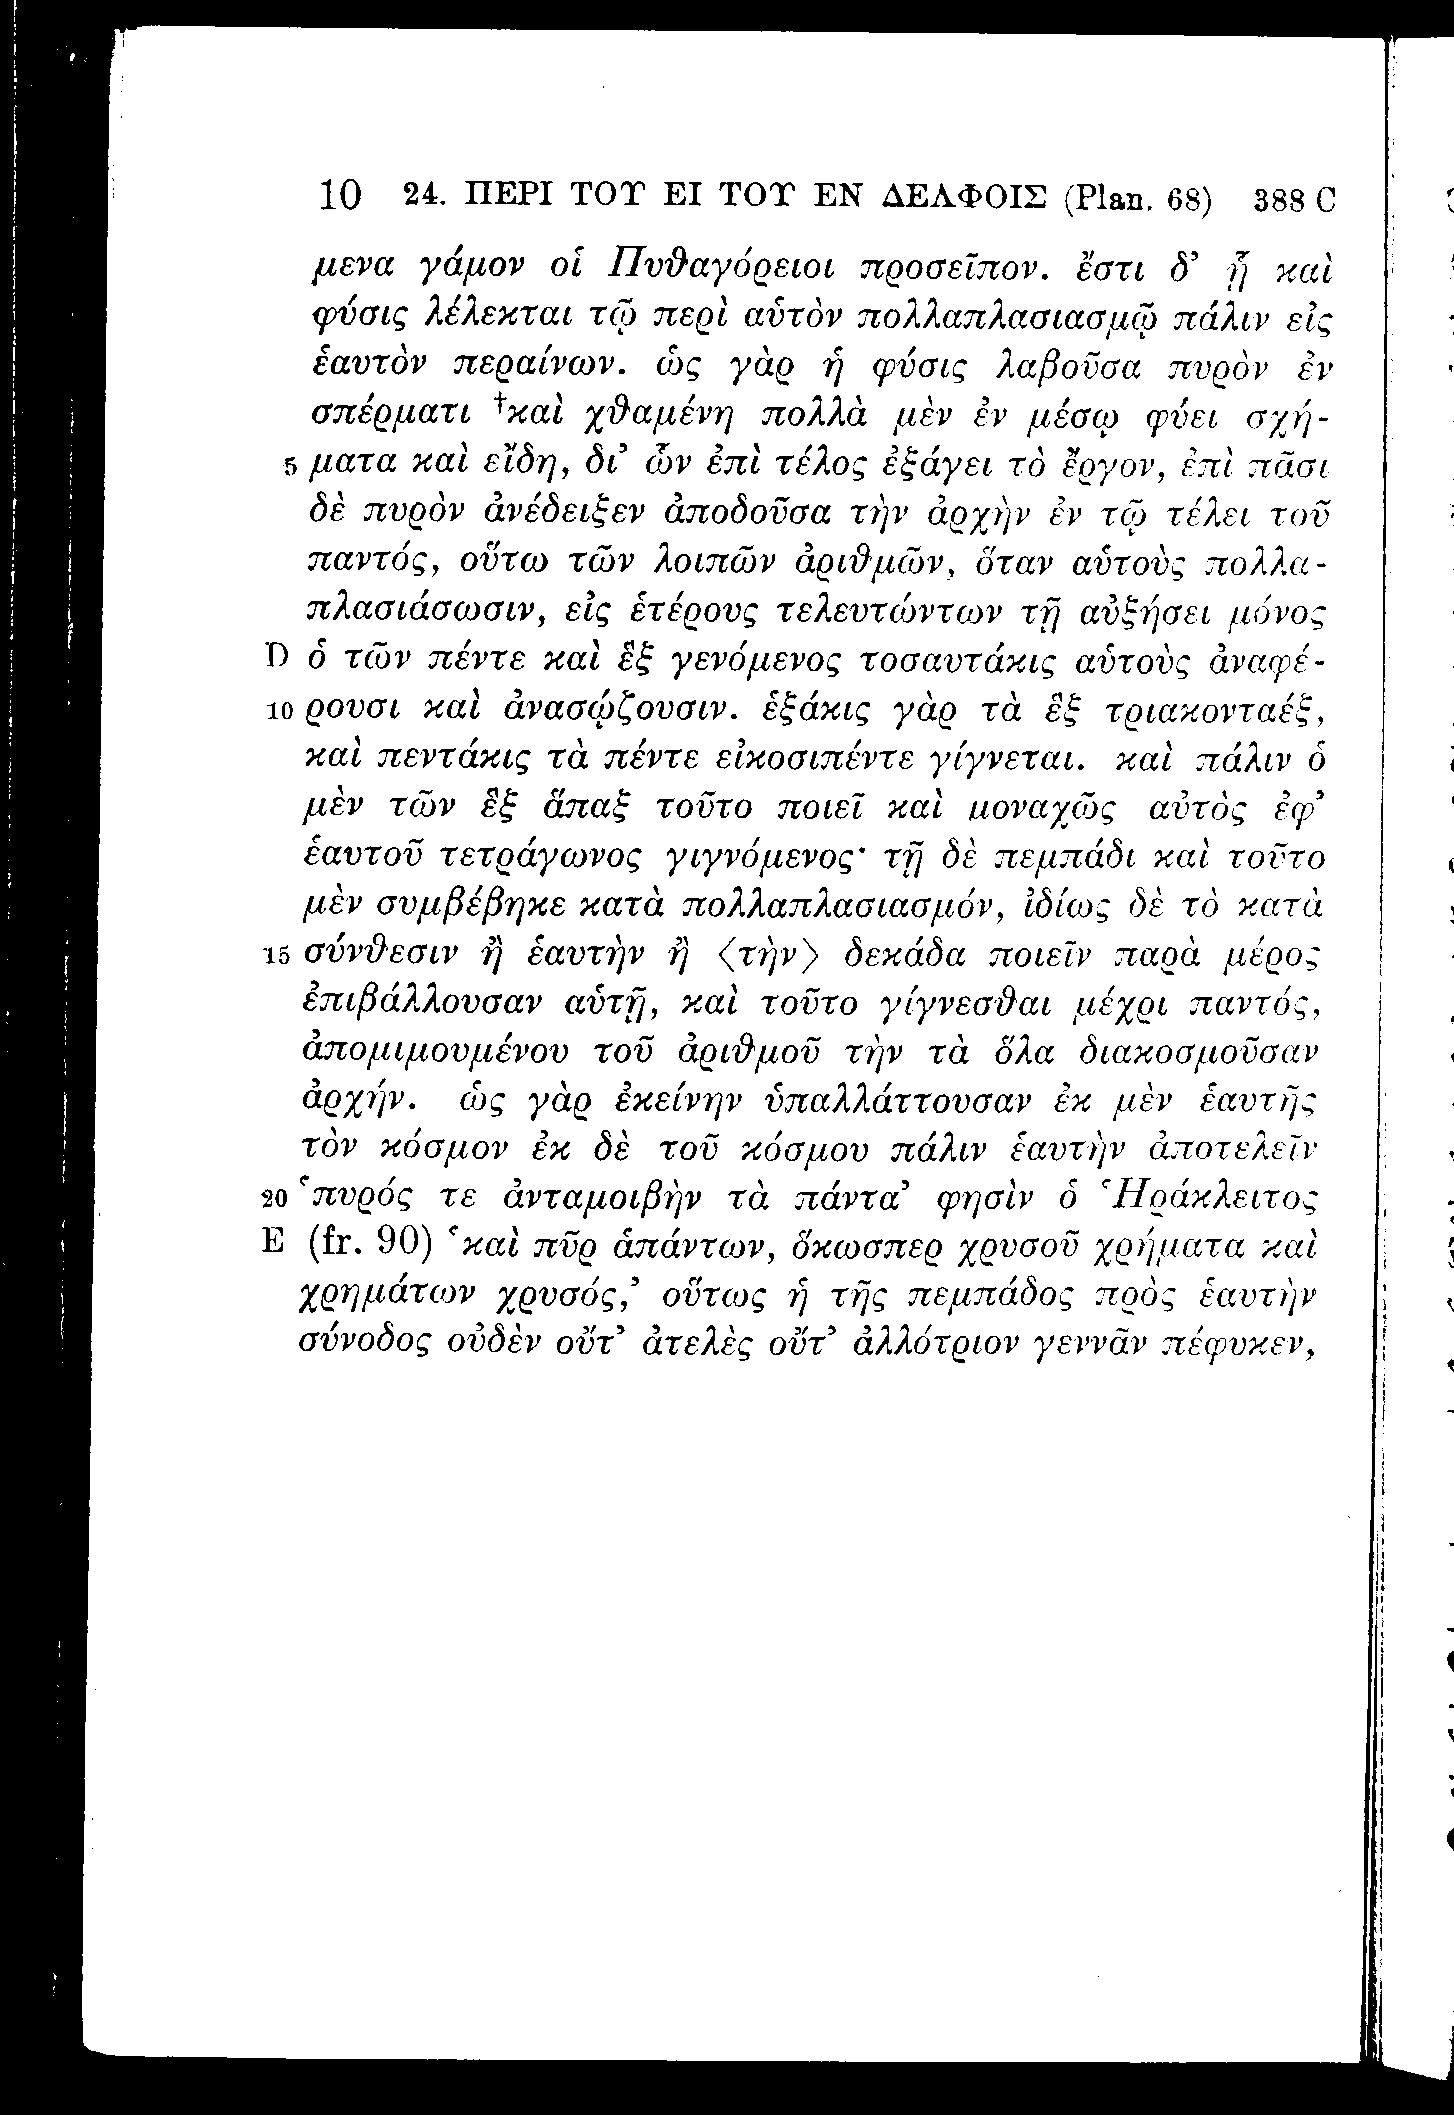 10 24. ΠΕΡΙ ΤΟΥ ΕΙ ΤΟΥ ΕΝ ΔΕΛΦΟΙΣ (Plan. 68) 388 C
μενα γάμον οἱ Πυθαγόρειοι προσεῖπον. ἔστι δ’ ᾗ καὶ
φύσις λέλεκται τῷ περὶ αὑτὸν πολλαπλασιασμῷ πάλιν εἰς
ἑαυτὸν περαίνων. ὡς γὰρ ἡ φύσις λαβοῦσα πυρὸν ἐν
σπέρματι †καὶ χθαμένη πολλὰ μὲν ἐν μέσῳ φύει σχή-
5 ματα καὶ εἴδη, δι’ ὧν ἐπὶ τέλος ἐξάγει τὸ ἔργον, ἐπὶ πᾶσι
δὲ πυρὸν ἀνέδειξεν ἀποδοῦσα τὴν ἀρχὴν ἐν τῷ τέλει τοῦ
παντός, οὕτω τῶν λοιπῶν ἀριθμῶν, ὅταν αὑτοὺς πολλα-
πλασιάσωσιν, εἰς ἑτέρους τελευτώντων τῇ αὐξήσει μόνος
D ὁ τῶν πέντε καὶ ἓξ γενόμενος τοσαυτάκις αὑτοὺς ἀναφέ-
10 ρουσι καὶ ἀνασῴζουσιν. ἑξάκις γὰρ τὰ ἓξ τριακονταέξ,
καὶ πεντάκις τὰ πέντε εἰκοσιπέντε γίγνεται. καὶ πάλιν ὁ
μὲν τῶν ἓξ ἅπαξ τοῦτο ποιεῖ καὶ μοναχῶς αὐτὸς ἐφ’
ἑαυτοῦ τετράγωνος γιγνόμενος· τῇ δὲ πεμπάδι καὶ τοῦτο
μὲν συμβέβηκε κατὰ πολλαπλασιασμόν, ἰδίως δὲ τὸ κατὰ
15 σύνθεσιν ἢ ἑαυτὴν ἢ ⟨τὴν⟩ δεκάδα ποιεῖν παρὰ μέρος
ἐπιβάλλουσαν αὑτῇ, καὶ τοῦτο γίγνεσθαι μέχρι παντός,
ἀπομιμουμένου τοῦ ἀριθμοῦ τὴν τὰ ὅλα διακοσμοῦσαν
ἀρχήν. ὡς γὰρ ἐκείνην ὑπαλλάττουσαν ἐκ μὲν ἑαυτῆς
τὸν κόσμον ἐκ δὲ τοῦ κόσμου πάλιν ἑαυτὴν ἀποτελεῖν
20 ‘πυρός τε ἀνταμοιβὴν τὰ πάντα’ φησὶν ὁ Ἡράκλειτος
E (fr. 90) ‘καὶ πῦρ ἁπάντων, ὅκωσπερ χρυσοῦ χρήματα καὶ
χρημάτων χρυσός,’ οὕτως ἡ τῆς πεμπάδος πρὸς ἑαυτὴν
σύνοδος οὐδὲν οὔτ’ ἀτελὲς οὔτ’ ἀλλότριον γεννᾶν πέφυκεν,